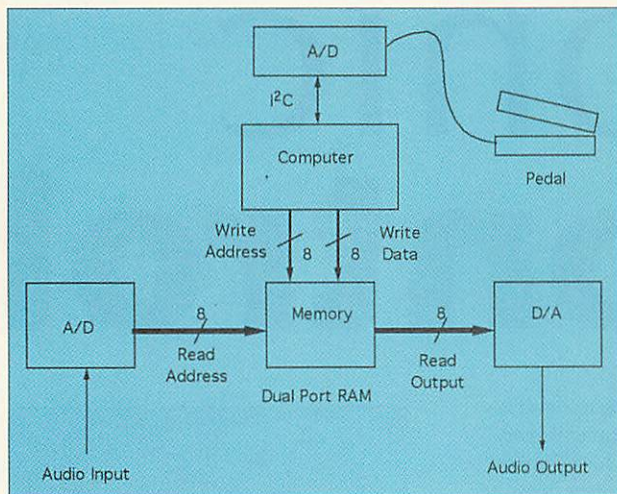 A/D
I²C
Computer
Pedal
Write
Address
8
8
Write
Data
A/D
8
Read
Address
Memory
Dual Port RAM
8
Read
Output
D/A
Audio Input
Audio Output